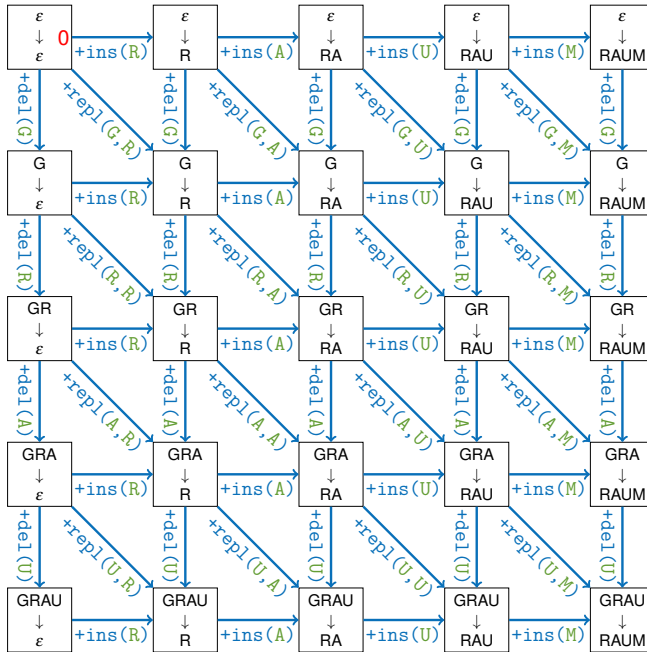 ε ε ε ε ε
↓ 0 ↓ ↓ ↓ ↓
+ins(R) +ins(A) +ins(U) +ins(M)
ε R RA RAU RAUM
+del(G) +repl(G,R) +del(G) +repl(G,A) +del(G) +repl(G,U) +del(G) +repl(G,M) +del(G)
G G G G G
↓ ↓ ↓ ↓ ↓
+ins(R) +ins(A) +ins(U) +ins(M)
ε R RA RAU RAUM
+del(R) +repl(R,R) +del(R) +repl(R,A) +del(R) +repl(R,U) +del(R) +repl(R,M) +del(R)
GR GR GR GR GR
↓ ↓ ↓ ↓ ↓
+ins(R) +ins(A) +ins(U) +ins(M)
ε R RA RAU RAUM
+del(A) +repl(A,R) +del(A) +repl(A,A) +del(A) +repl(A,U) +del(A) +repl(A,M) +del(A)
GRA GRA GRA GRA GRA
↓ ↓ ↓ ↓ ↓
+ins(R) +ins(A) +ins(U) +ins(M)
ε R RA RAU RAUM
+del(U) +repl(U,R) +del(U) +repl(U,A) +del(U) +repl(U,U) +del(U) +repl(U,M) +del(U)
GRAU GRAU GRAU GRAU GRAU
↓ ↓ ↓ ↓ ↓
+ins(R) +ins(A) +ins(U) +ins(M)
ε R RA RAU RAUM